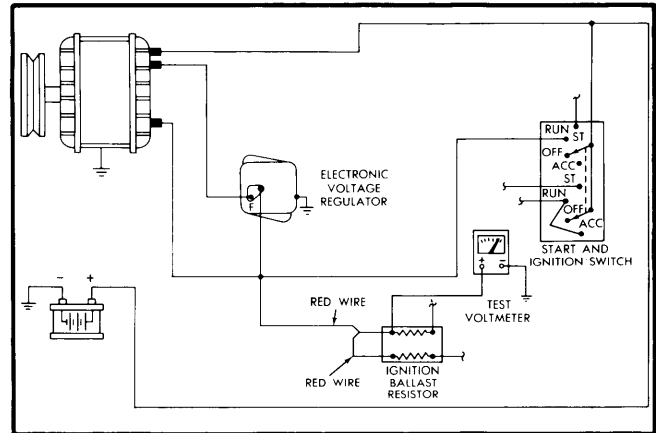 RUN
ST
OFF
ACC
ST
RUN
OFF
ACC
START AND
IGNITION SWITCH
ELECTRONIC
VOLTAGE
REGULATOR
F
- +
+ -
TEST
VOLTMETER
RED WIRE
RED WIRE
IGNITION
BALLAST
RESISTOR